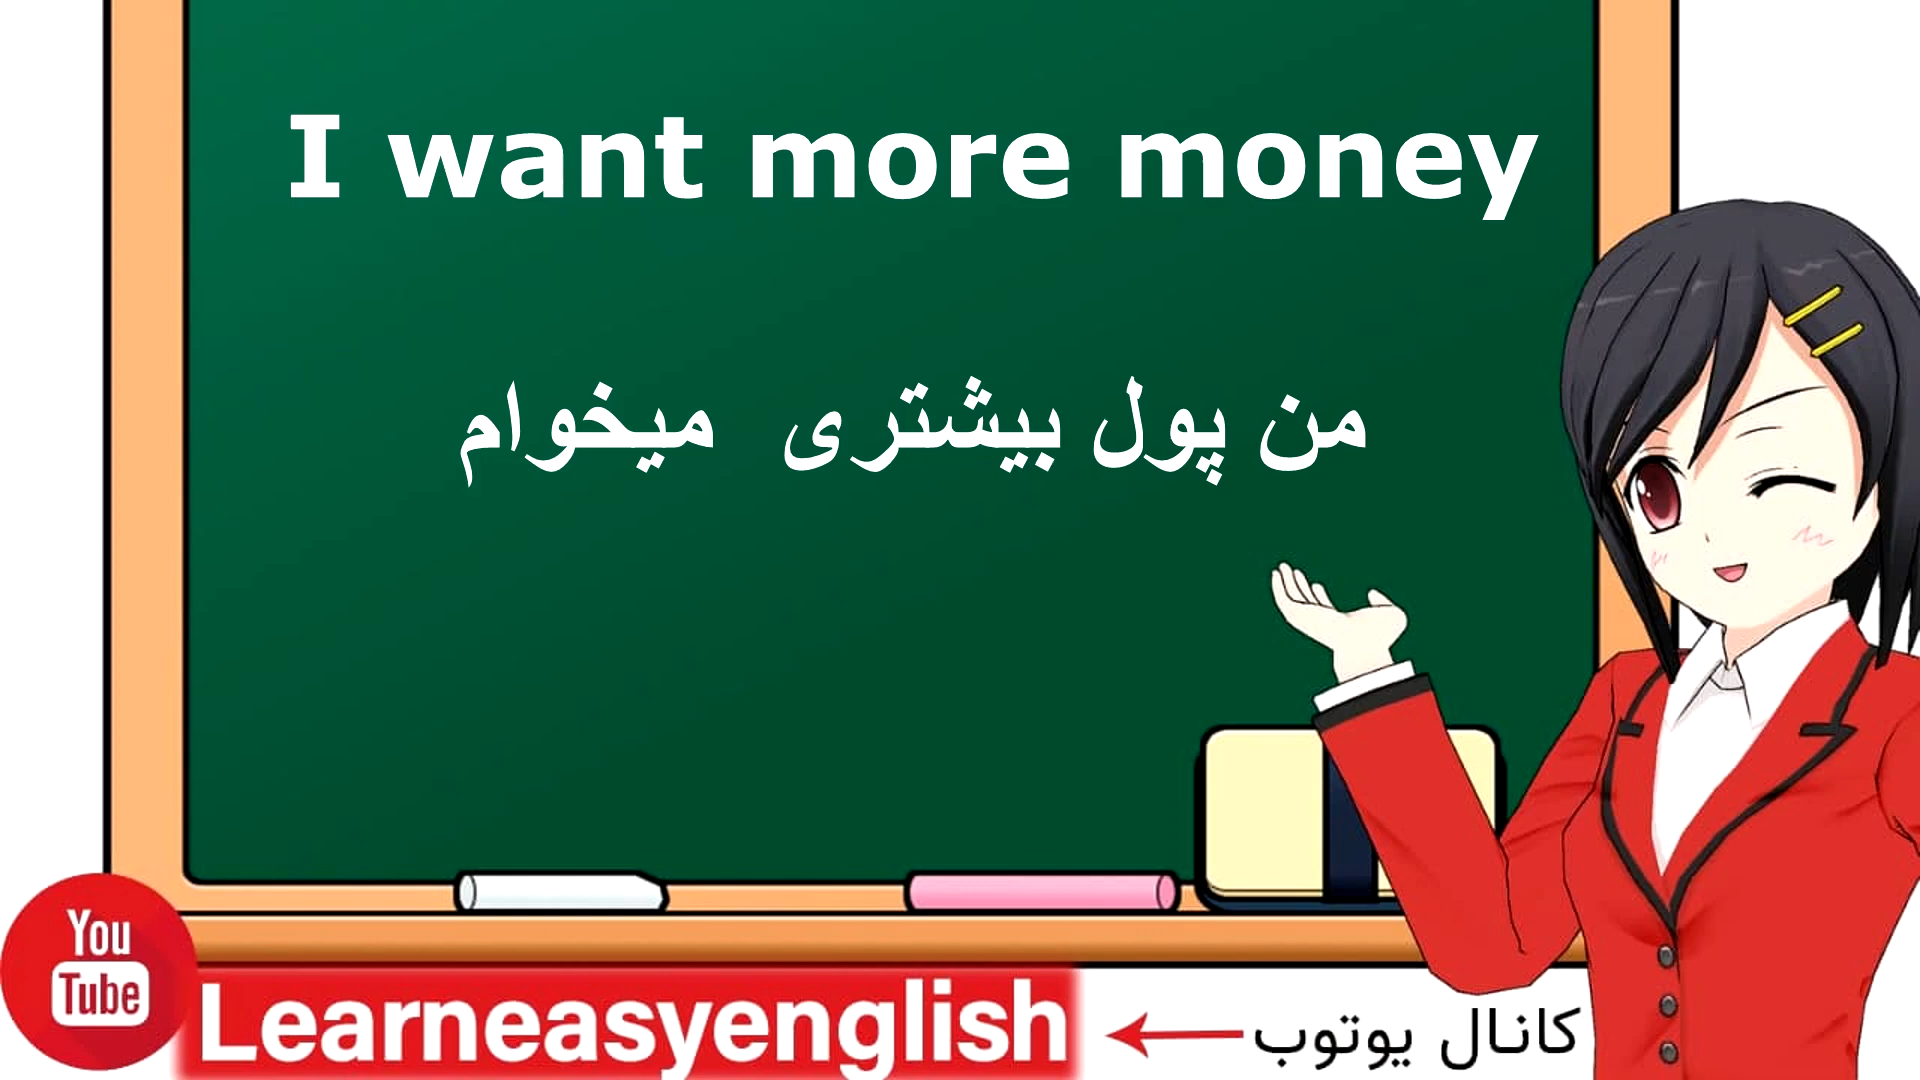 I want more money
من پول بیشتری میخوام
You
Tube
Learneasyenglish
کانال یوتوب